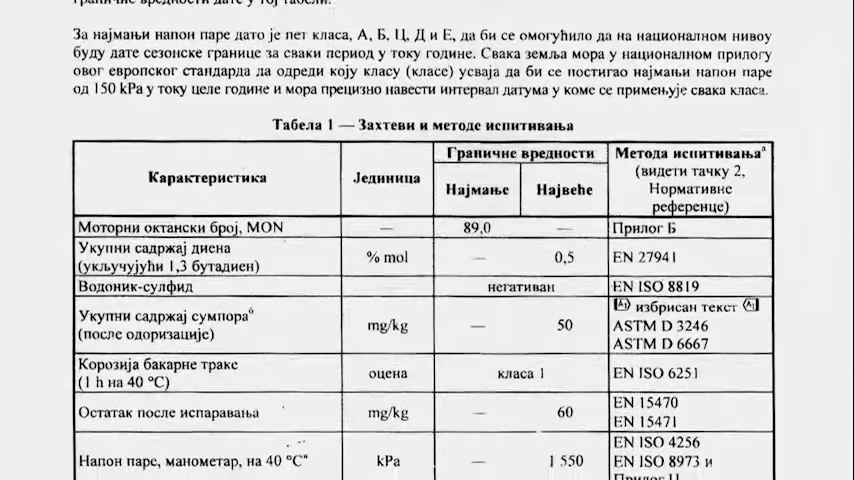 граничне вредности дате у тој табели.
За најмањи напон паре дато је пет класа, А, Б, Ц, Д и Е, да би се омогућило да на националном нивоу
буду дате сезонске границе за сваки период у току године. Свака земља мора у националном прилогу
овог европског стандарда да одреди коју класу (класе) усваја да би се постигао најмањи напон паре
од 150 kPa у току целе године и мора прецизно навести интервал датума у коме се примењује свака класа.
Табела 1 — Захтеви и методе испитивања
Карактеристика Јединица Граничне вредности Метода испитивањаª
Најмање Највеће (видети тачку 2,
Нормативне
референце)
Моторни октански број, MON — 89,0 — Прилог Б
Укупни садржај диена
(укључујући 1,3 бутадиен) % mol — 0,5 EN 27941
Водоник-сулфид негативан EN ISO 8819
Укупни садржај сумпораᵟ
(после одоризације) mg/kg — 50 избрисан текст
ASTM D 3246
ASTM D 6667
Корозија бакарне траке
(1 h на 40 °C) оцена класа 1 EN ISO 6251
Остатак после испаравања mg/kg — 60 EN 15470
EN 15471
Напон паре, манометар, на 40 °C kPa — 1 550 EN ISO 4256
EN ISO 8973 и
Прилог Ц